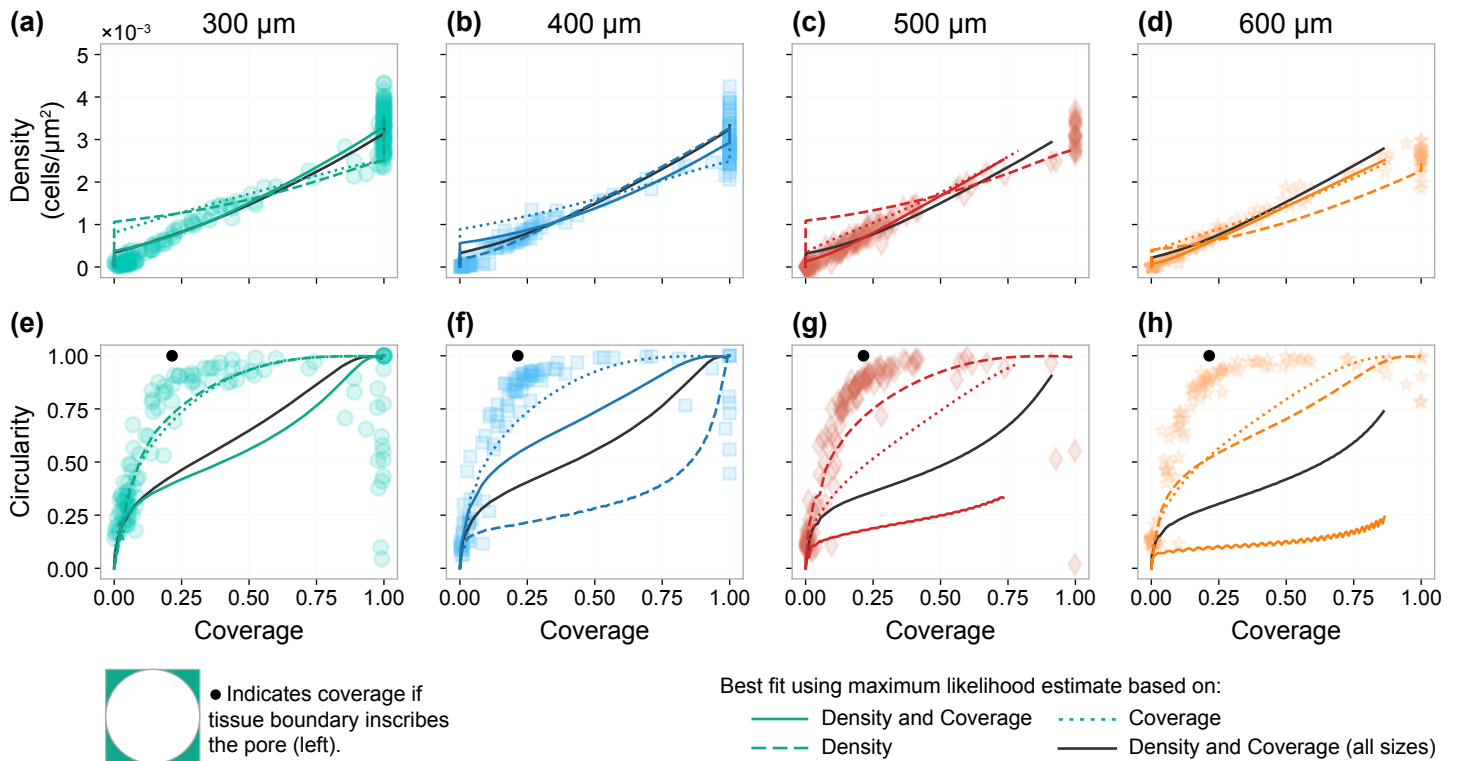 (a) 300 μm (b) 400 μm (c) 500 μm (d) 600 μm
×10⁻³
5
4
3
2
1
0
Density
(cells/μm²)
(e) (f) (g) (h)
1.00
0.75
0.50
0.25
0.00
Circularity
0.00 0.25 0.50 0.75 1.00 0.00 0.25 0.50 0.75 1.00 0.00 0.25 0.50 0.75 1.00 0.00 0.25 0.50 0.75 1.00
Coverage Coverage Coverage Coverage
● Indicates coverage if
tissue boundary inscribes
the pore (left).
Best fit using maximum likelihood estimate based on:
Density and Coverage Coverage
Density Density and Coverage (all sizes)